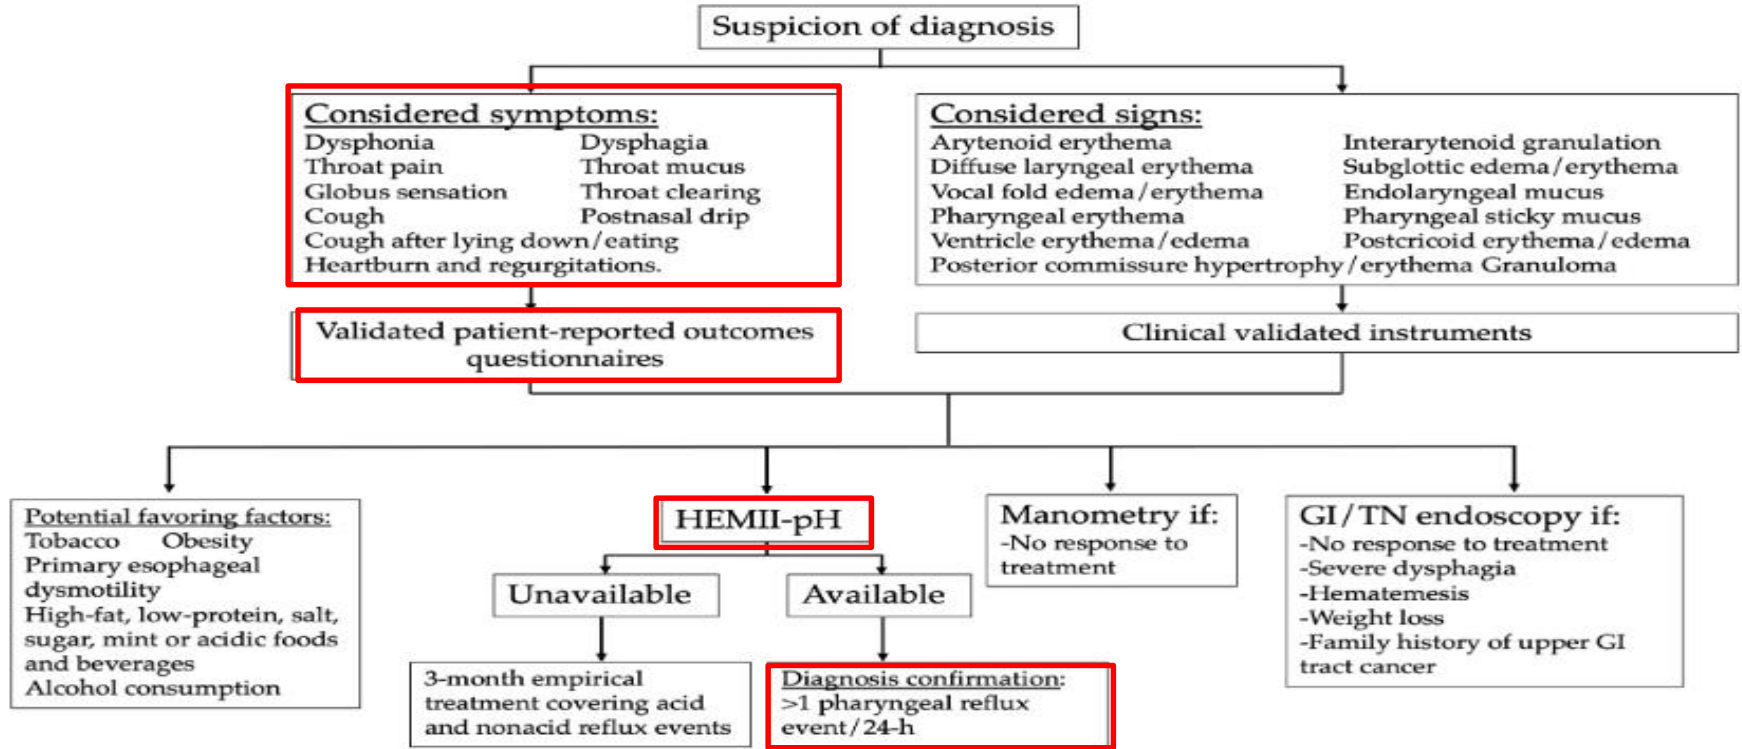 Suspicion of diagnosis
Considered symptoms:
Dysphonia Dysphagia
Throat pain Throat mucus
Globus sensation Throat clearing
Cough Postnasal drip
Cough after lying down/eating
Heartburn and regurgitations.
Considered signs:
Arytenoid erythema Interarytenoid granulation
Diffuse laryngeal erythema Subglottic edema/erythema
Vocal fold edema/erythema Endolaryngeal mucus
Pharyngeal erythema Pharyngeal sticky mucus
Ventricle erythema/edema Postcricoid erythema/edema
Posterior commissure hypertrophy/erythema Granuloma
Validated patient-reported outcomes
questionnaires
Clinical validated instruments
Potential favoring factors:
Tobacco Obesity
Primary esophageal
dysmotility
High-fat, low-protein, salt,
sugar, mint or acidic foods
and beverages
Alcohol consumption
HEMII-pH
Unavailable
Available
3-month empirical
treatment covering acid
and nonacid reflux events
Diagnosis confirmation:
>1 pharyngeal reflux
event/24-h
Manometry if:
-No response to
treatment
GI/TN endoscopy if:
-No response to treatment
-Severe dysphagia
-Hematemesis
-Weight loss
-Family history of upper GI
tract cancer